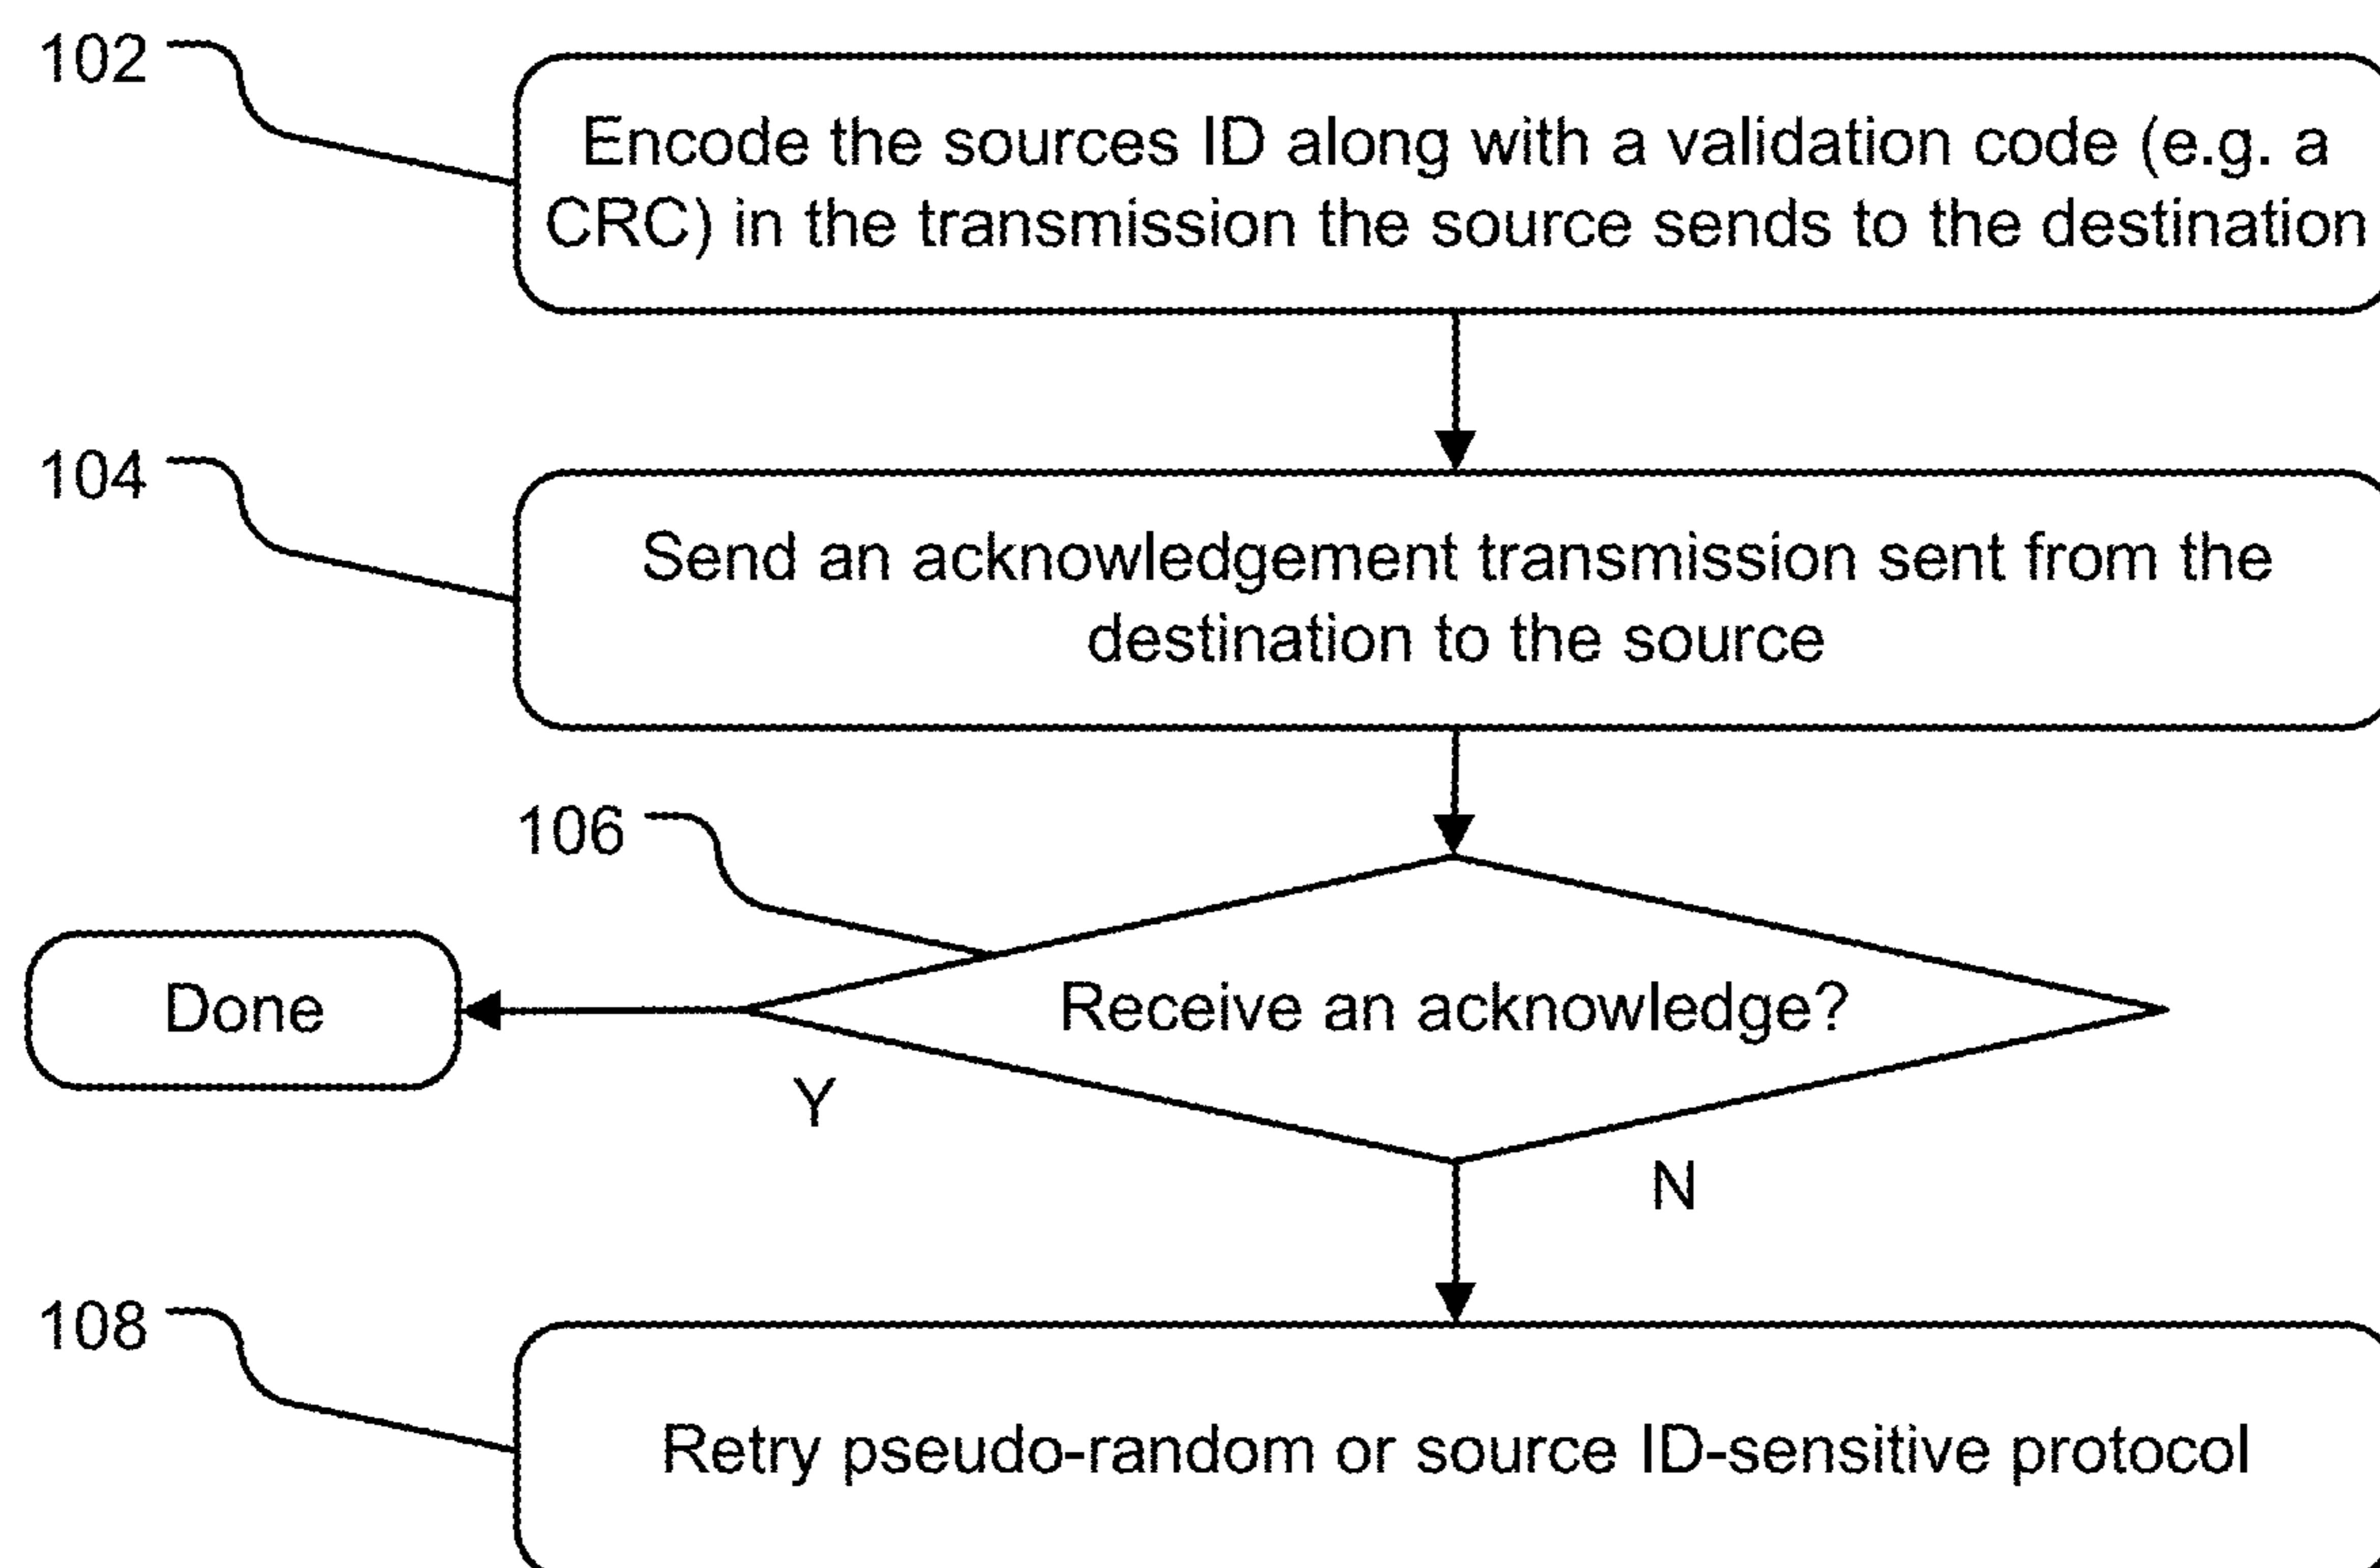 102
Encode the sources ID along with a validation code (e.g. a
CRC) in the transmission the source sends to the destination
104
Send an acknowledgement transmission sent from the
destination to the source
106
Receive an acknowledge?
Done
Y
N
108
Retry pseudo-random or source ID-sensitive protocol